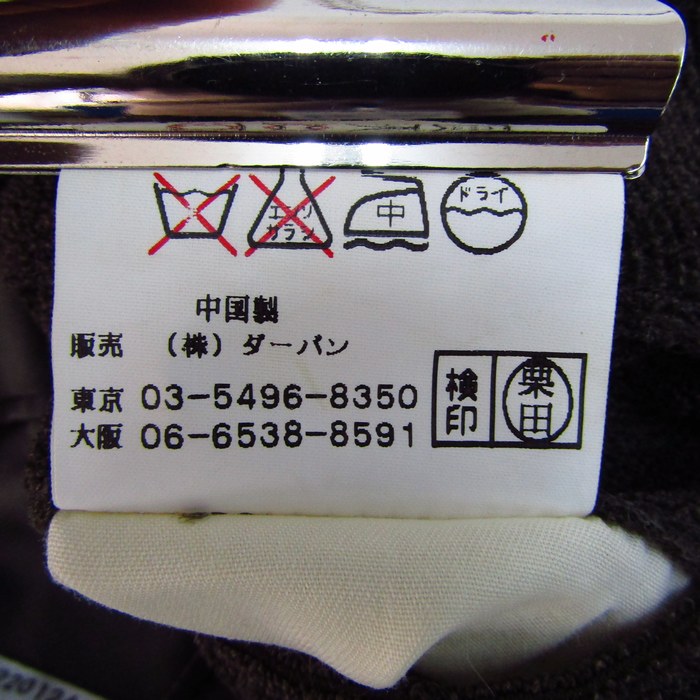 エンソ
サラシ
中
ドライ
中国製
販売 (株)ダーバン
東京 03-5496-8350
大阪 06-6538-8591
検印
栗田